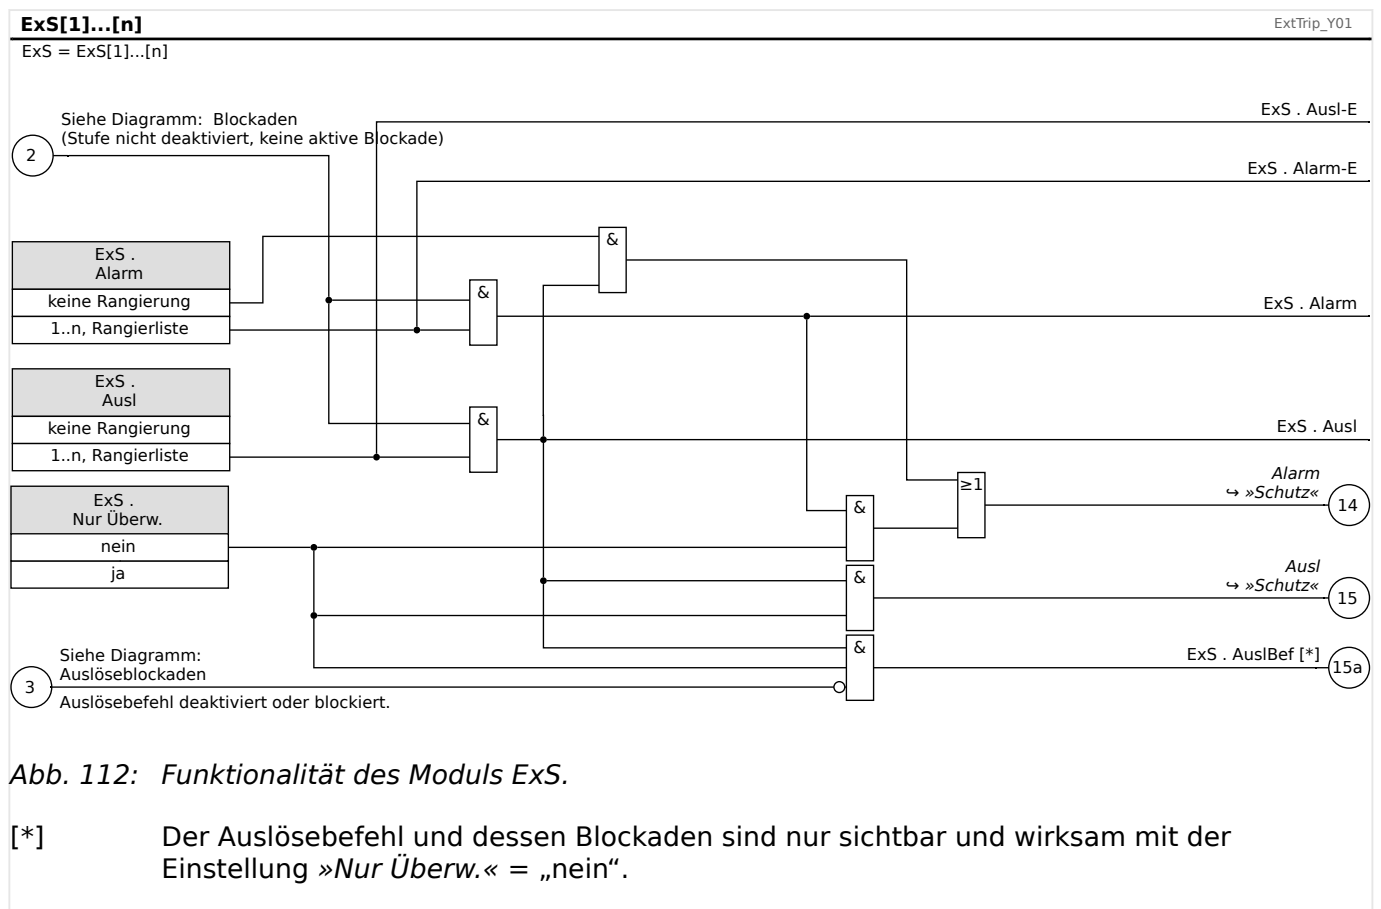 ExS[1]...[n]
ExtTrip_Y01
ExS = ExS[1]...[n]
Siehe Diagramm:  Blockaden
(Stufe nicht deaktiviert, keine aktive Blockade)
2
ExS . Ausl-E
ExS . Alarm-E
ExS .
Alarm
keine Rangierung
1..n, Rangierliste
&
&
ExS . Alarm
ExS .
Ausl
keine Rangierung
1..n, Rangierliste
&
ExS . Ausl
ExS .
Nur Überw.
nein
ja
&
≥1
Alarm
↪ »Schutz«
14
&
Ausl
↪ »Schutz«
15
&
ExS . AuslBef [*]
15a
Siehe Diagramm:
Auslöseblockaden
3
Auslösebefehl deaktiviert oder blockiert.
Abb. 112: Funktionalität des Moduls ExS.
[*] Der Auslösebefehl und dessen Blockaden sind nur sichtbar und wirksam mit der
Einstellung »Nur Überw.« = „nein“.